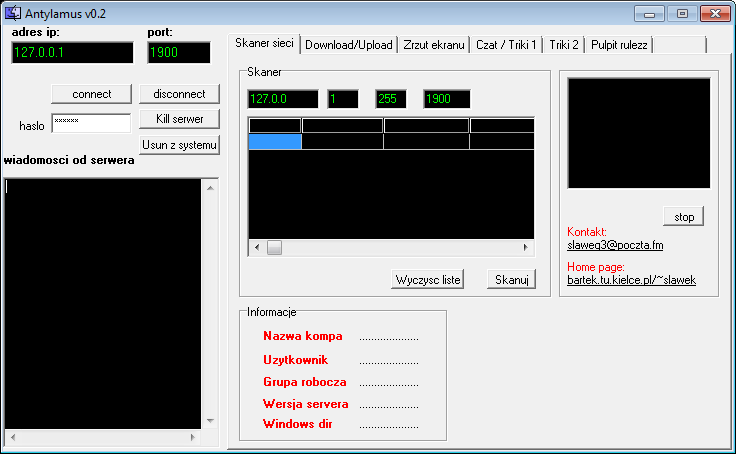 Antylamus v0.2
adres ip:
port:
127.0.0.1
1900
connect
disconnect
haslo
xxxxxx
Kill serwer
Usun z systemu
wiadomosci od serwera
Skaner sieci
Download/Upload
Zrzut ekranu
Czat / Triki 1
Triki 2
Pulpit rulezz
Skaner
127.0.0
1
255
1900
Wyczysc liste
Skanuj
stop
Kontakt:
slaweq3@poczta.fm
Home page:
bartek.tu.kielce.pl/~slawek
Informacje
Nazwa kompa ....................
Uzytkownik ....................
Grupa robocza ....................
Wersja servera ....................
Windows dir ....................